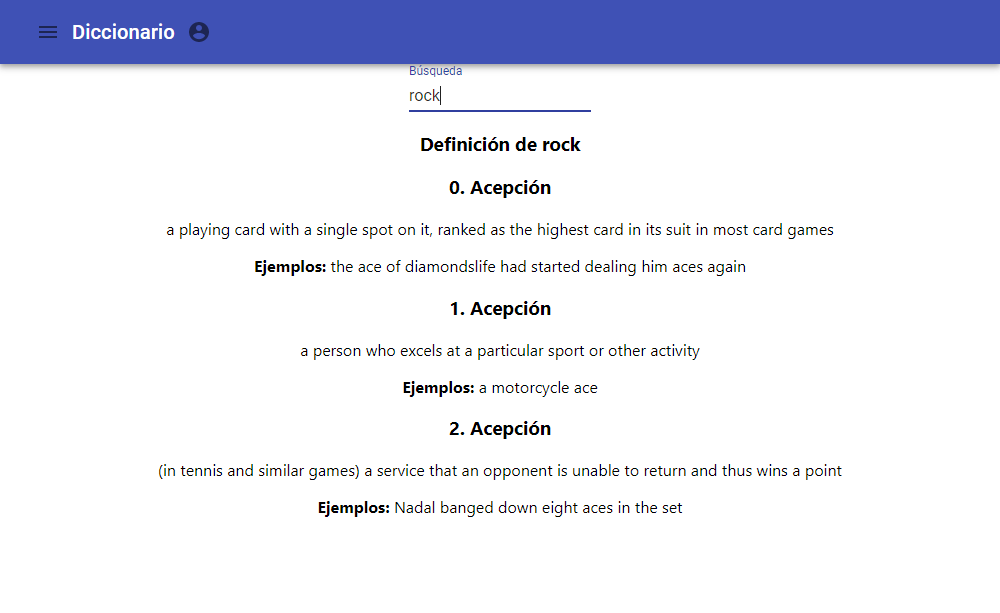 Diccionario
Búsqueda
rock
Definición de rock
0. Acepción
a playing card with a single spot on it, ranked as the highest card in its suit in most card games
Ejemplos: the ace of diamondslife had started dealing him aces again
1. Acepción
a person who excels at a particular sport or other activity
Ejemplos: a motorcycle ace
2. Acepción
(in tennis and similar games) a service that an opponent is unable to return and thus wins a point
Ejemplos: Nadal banged down eight aces in the set